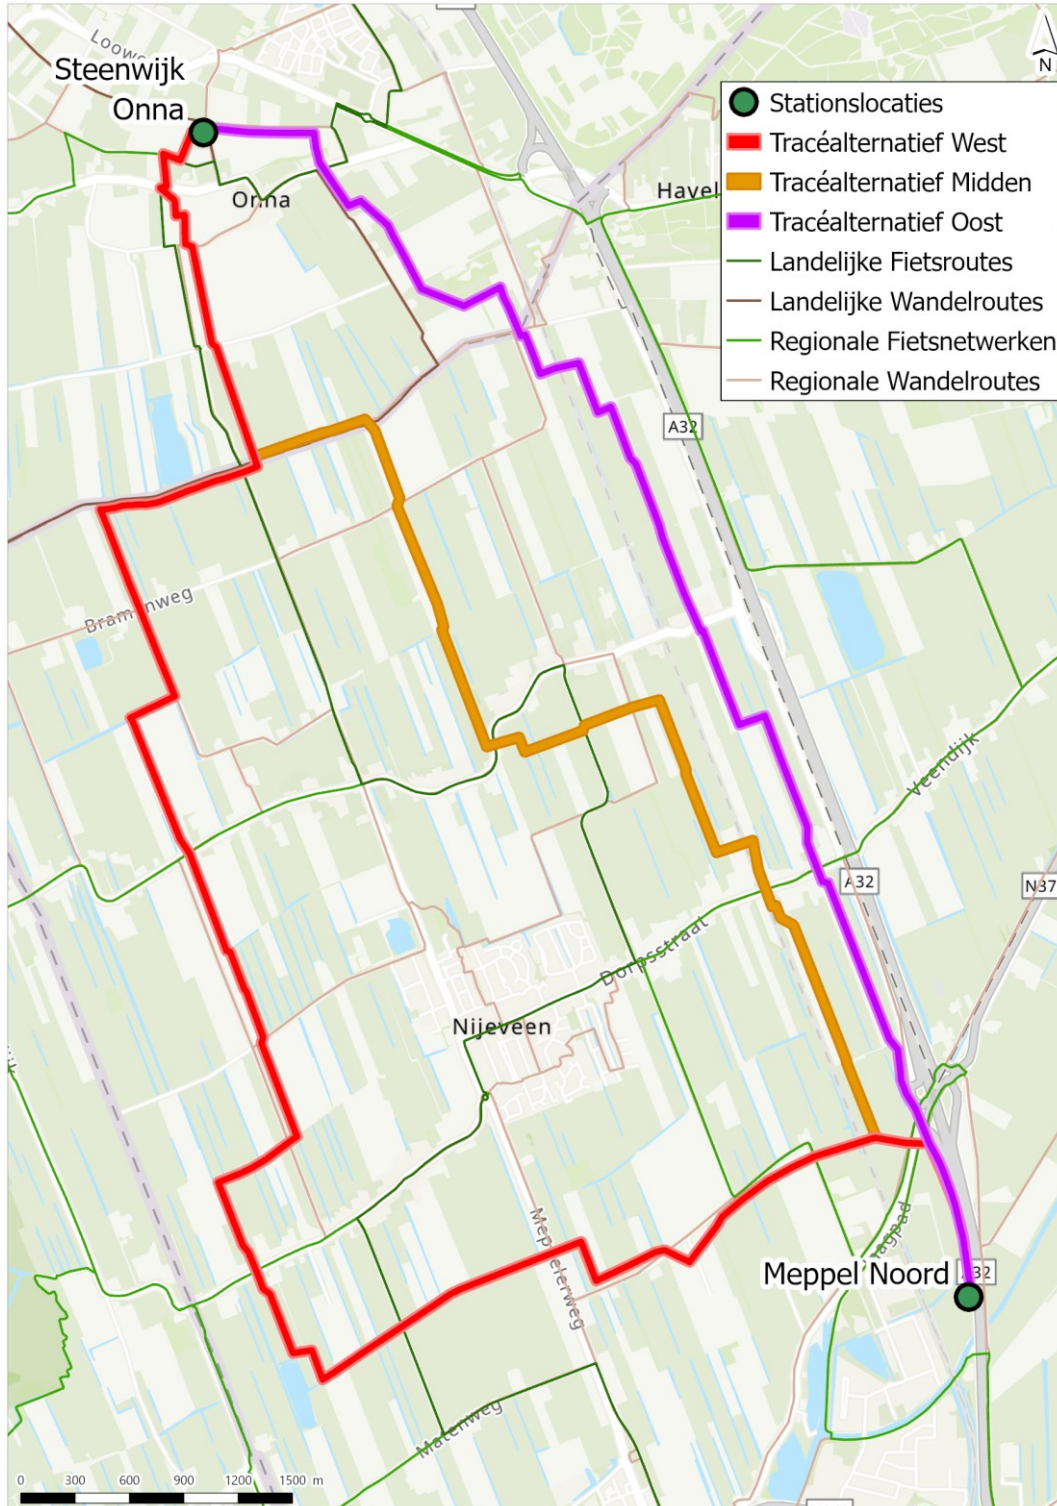 Steenwijk
Onna
N
Stationslocaties
Tracéalternatief West
Tracéalternatief Midden
Tracéalternatief Oost
Landelijke Fietsroutes
Landelijke Wandelroutes
Regionale Fietsnetwerken
Regionale Wandelroutes
Onna
Havel
A32
Veendijk
A32
N37
Dorpsstraat
Nijeveen
Meppelerweg
Meppel Noord
A32
Matenweg
0 300 600 900 1200 1500 m